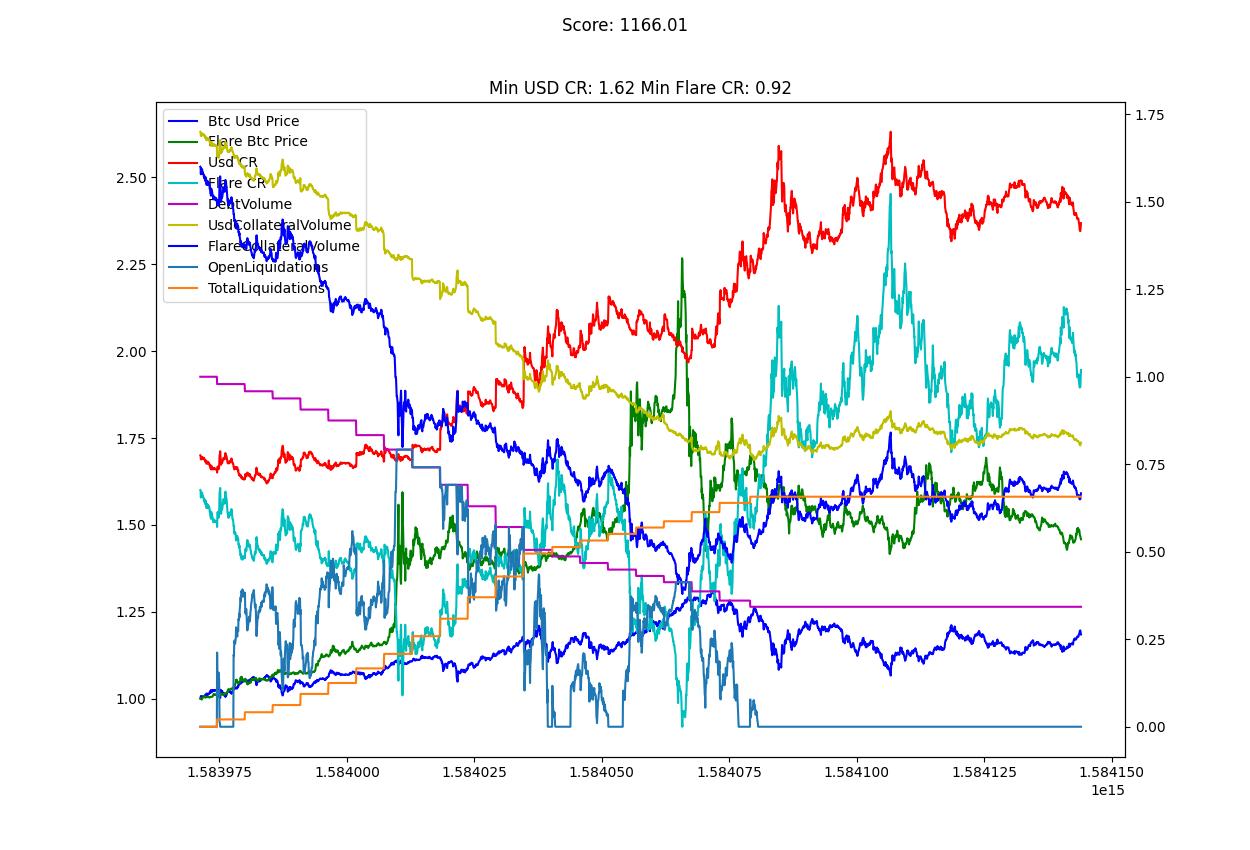 Score: 1166.01
Min USD CR: 1.62 Min Flare CR: 0.92
Btc Usd Price
Flare Btc Price
Usd CR
Flare CR
DebtVolume
UsdCollateralVolume
FlareCollateralVolume
OpenLiquidations
TotalLiquidations
2.50
2.25
2.00
1.75
1.50
1.25
1.00
1.75
1.50
1.25
1.00
0.75
0.50
0.25
0.00
1.583975 1.584000 1.584025 1.584050 1.584075 1.584100 1.584125 1.584150
1e15